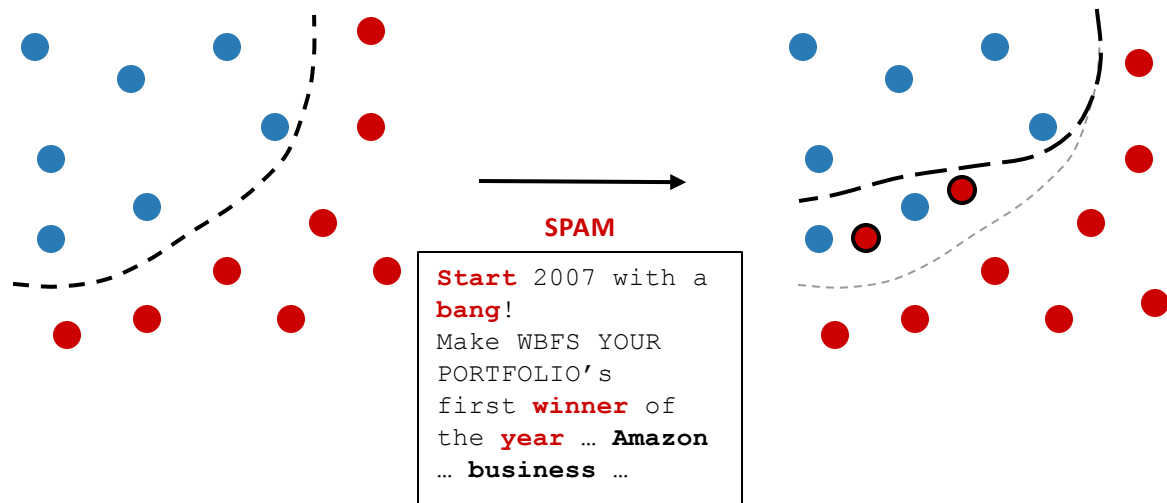 SPAM
Start 2007 with a
bang!
Make WBFS YOUR
PORTFOLIO’s
first winner of
the year … Amazon
… business …